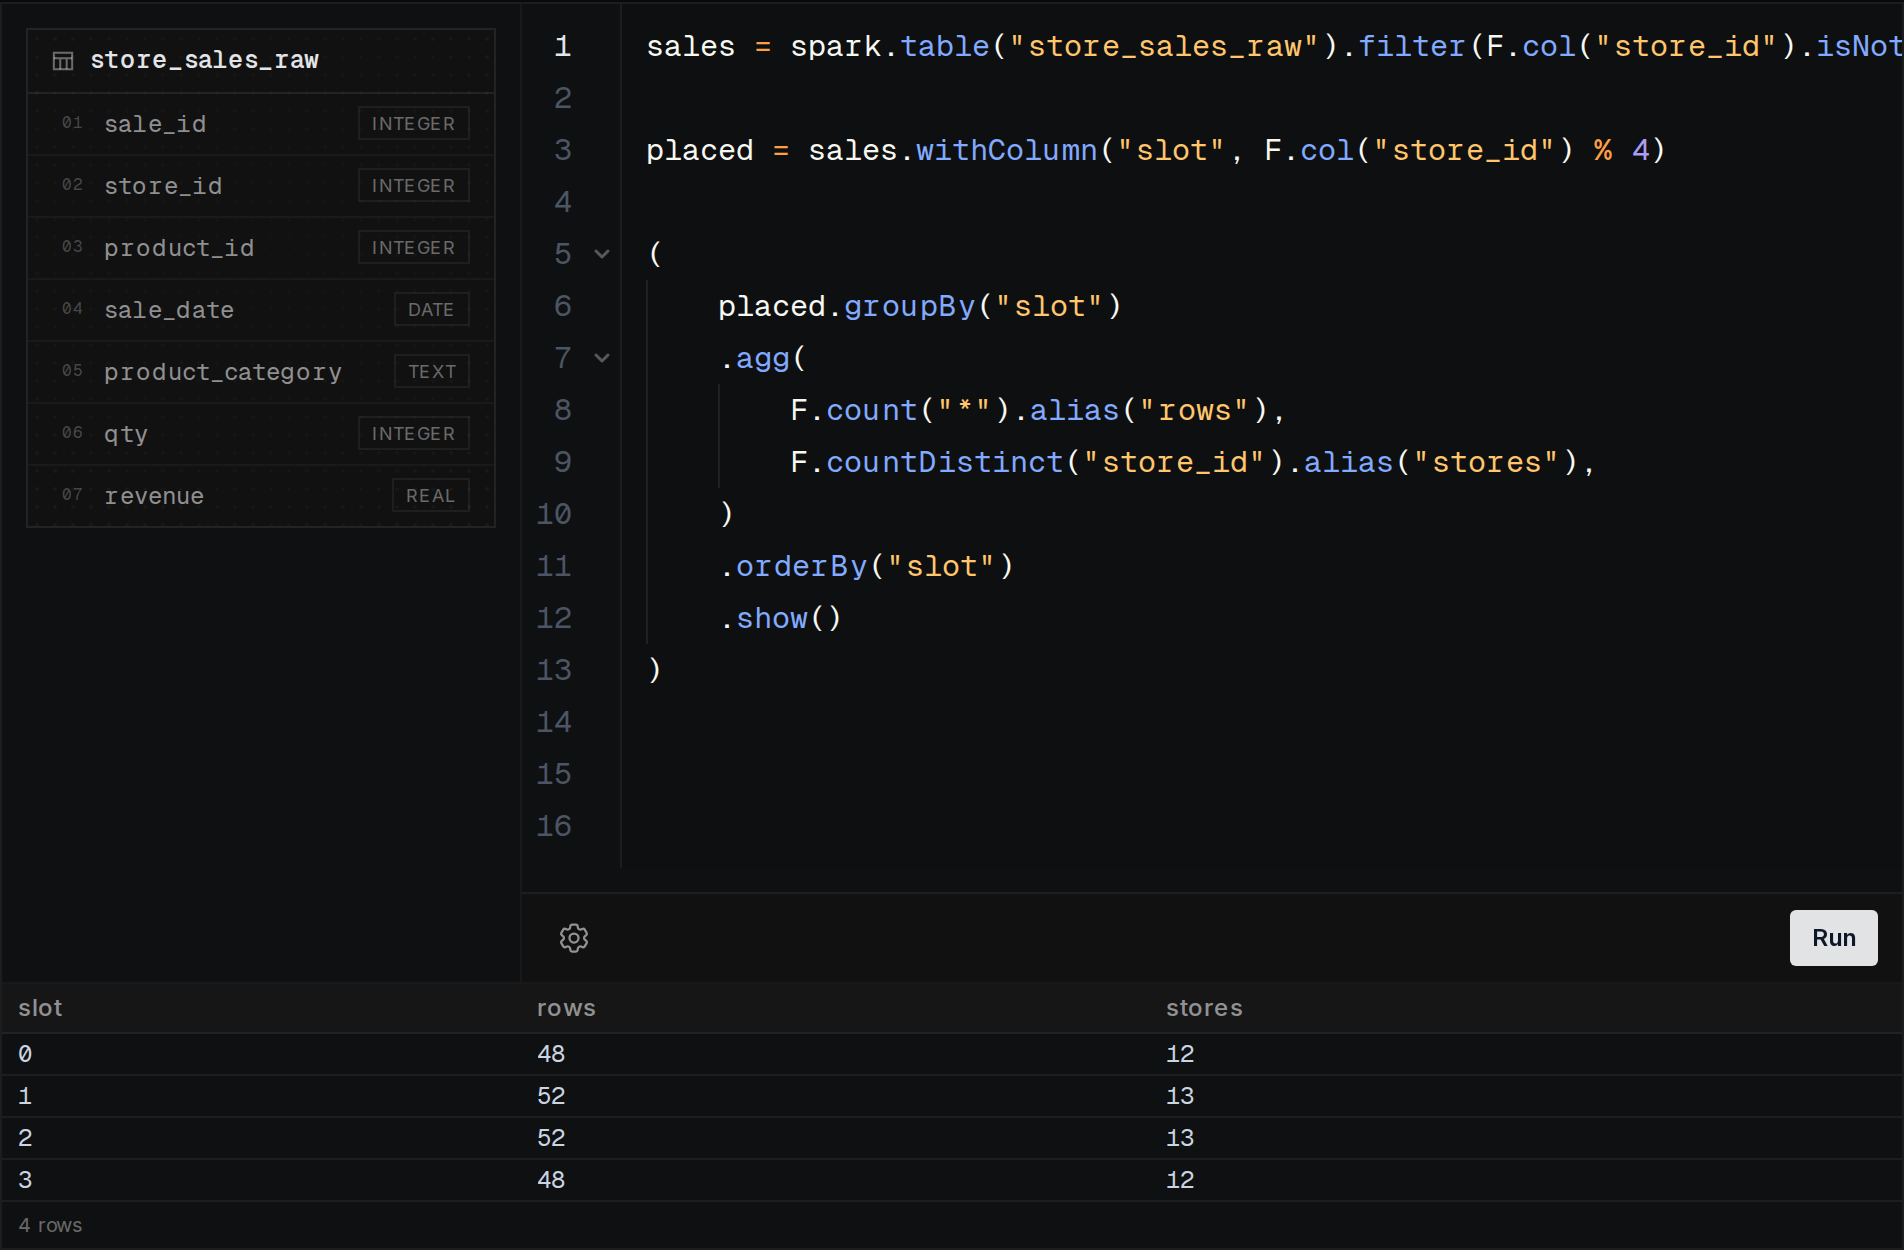 store_sales_raw
01 sale_id INTEGER
02 store_id INTEGER
03 product_id INTEGER
04 sale_date DATE
05 product_category TEXT
06 qty INTEGER
07 revenue REAL
1 sales = spark.table("store_sales_raw").filter(F.col("store_id").isNot
2
3 placed = sales.withColumn("slot", F.col("store_id") % 4)
4
5 (
6     placed.groupBy("slot")
7     .agg(
8         F.count("*").alias("rows"),
9         F.countDistinct("store_id").alias("stores"),
10     )
11     .orderBy("slot")
12     .show()
13 )
14
15
16
Run
slot rows stores
0 48 12
1 52 13
2 52 13
3 48 12
4 rows